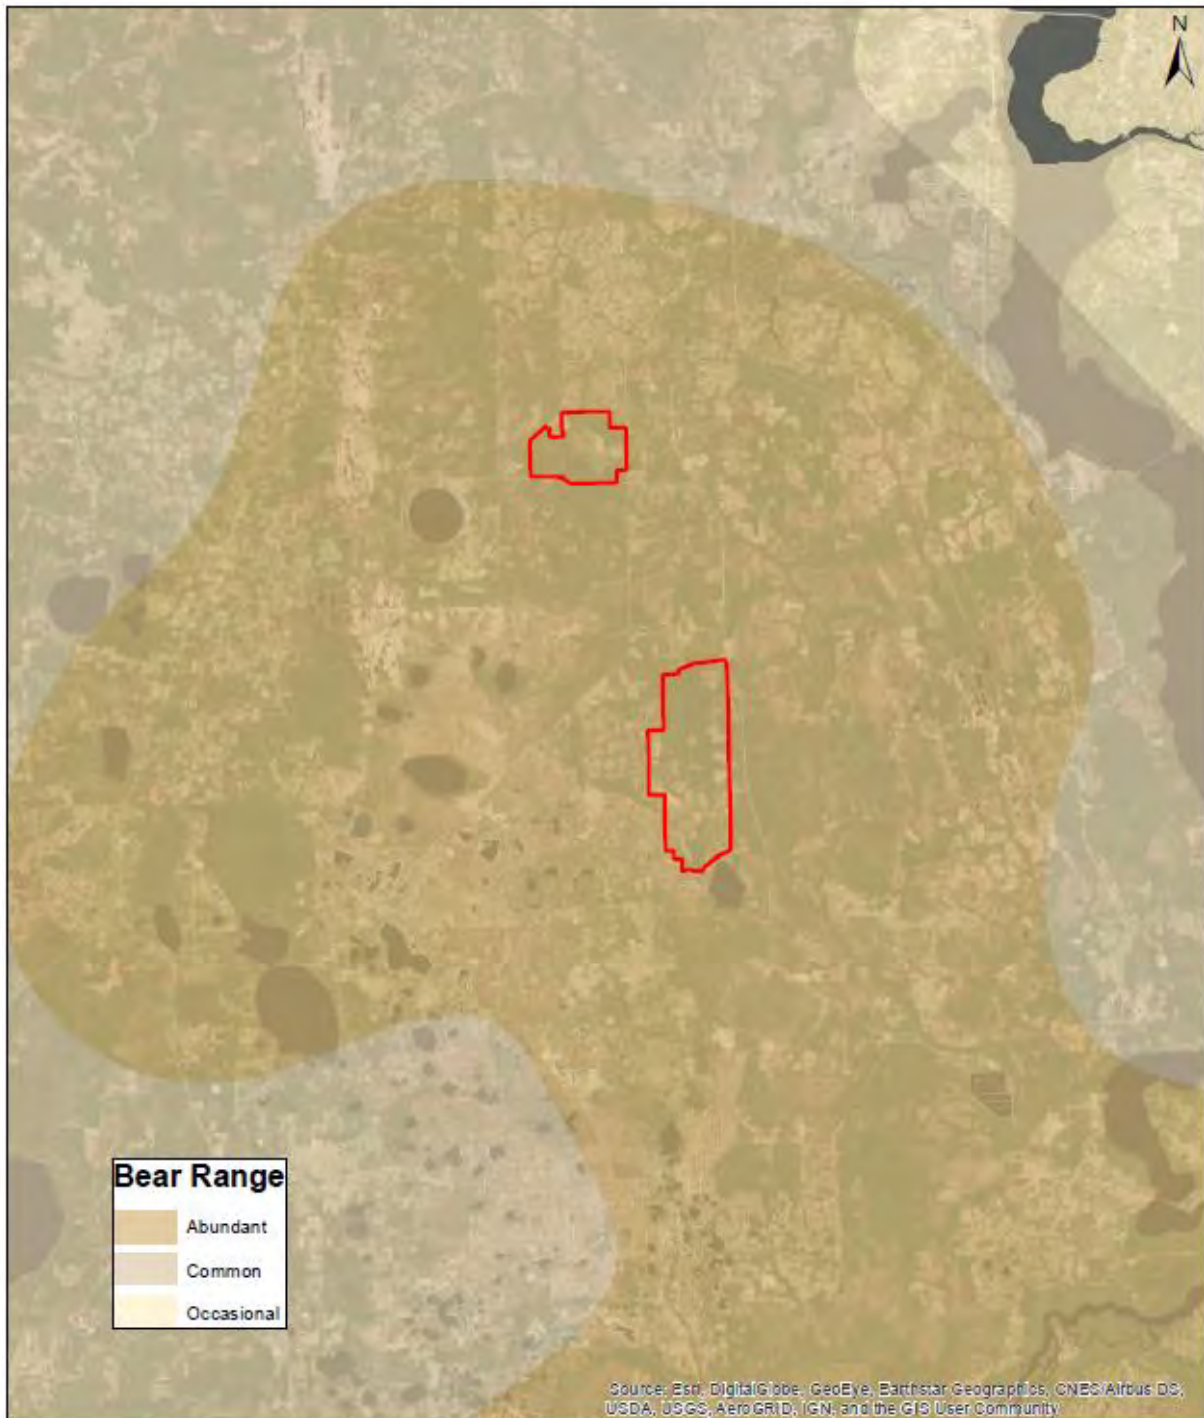 N
Bear Range
Abundant
Common
Occasional
Source: Esri, DigitalGlobe, GeoEye, Earthstar Geographics, CNES/Airbus DS,
USDA, USGS, AeroGRID, IGN, and the GIS User Community